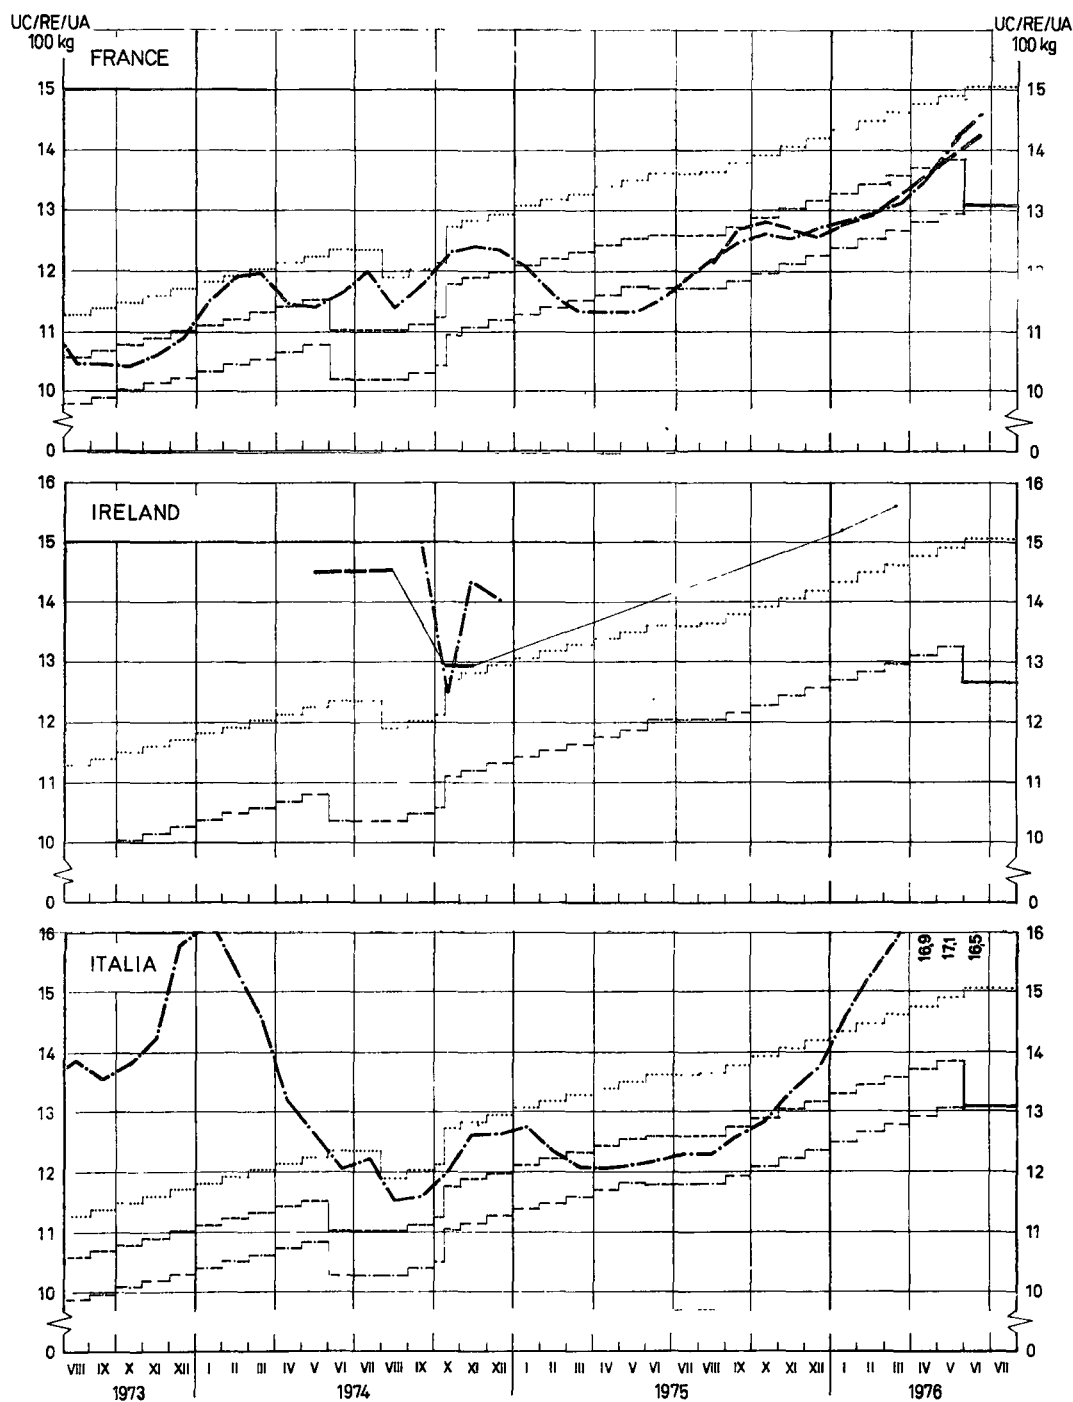 UC/RE/UA UC/RE/UA
100 kg 100 kg
FRANCE
15 15
14 14
13 13
12 12
11 11
10 10
0 0
16 16
IRELAND
15 15
14 14
13 13
12 12
11 11
10 10
0 0
16 16
16,9 17,1 16,5
ITALIA
15 15
14 14
13 13
12 12
11 11
10 10
0 0
VIII IX X XI XII I II III IV V VI VII VIII IX X XI XII I II III IV V VI VII VIII IX X XI XII I II III IV V VI VII
1973 1974 1975 1976